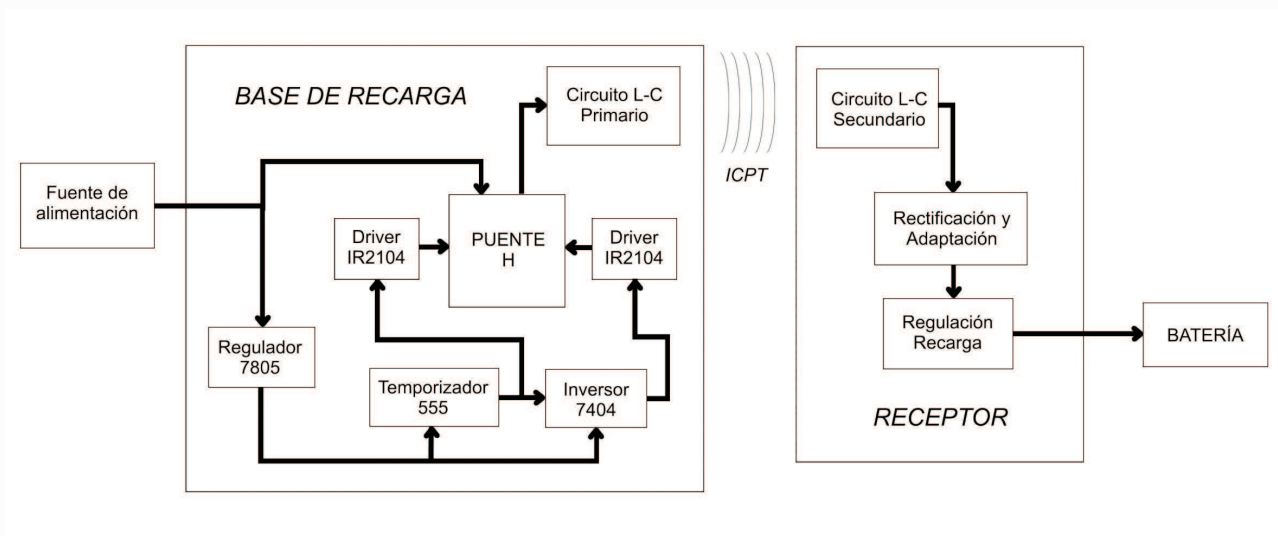 BASE DE RECARGA
Fuente de
alimentación
Circuito L-C
Primario
Driver
IR2104
PUENTE
H
Driver
IR2104
Regulador
7805
Temporizador
555
Inversor
7404
ICPT
Circuito L-C
Secundario
Rectificación y
Adaptación
Regulación
Recarga
RECEPTOR
BATERÍA